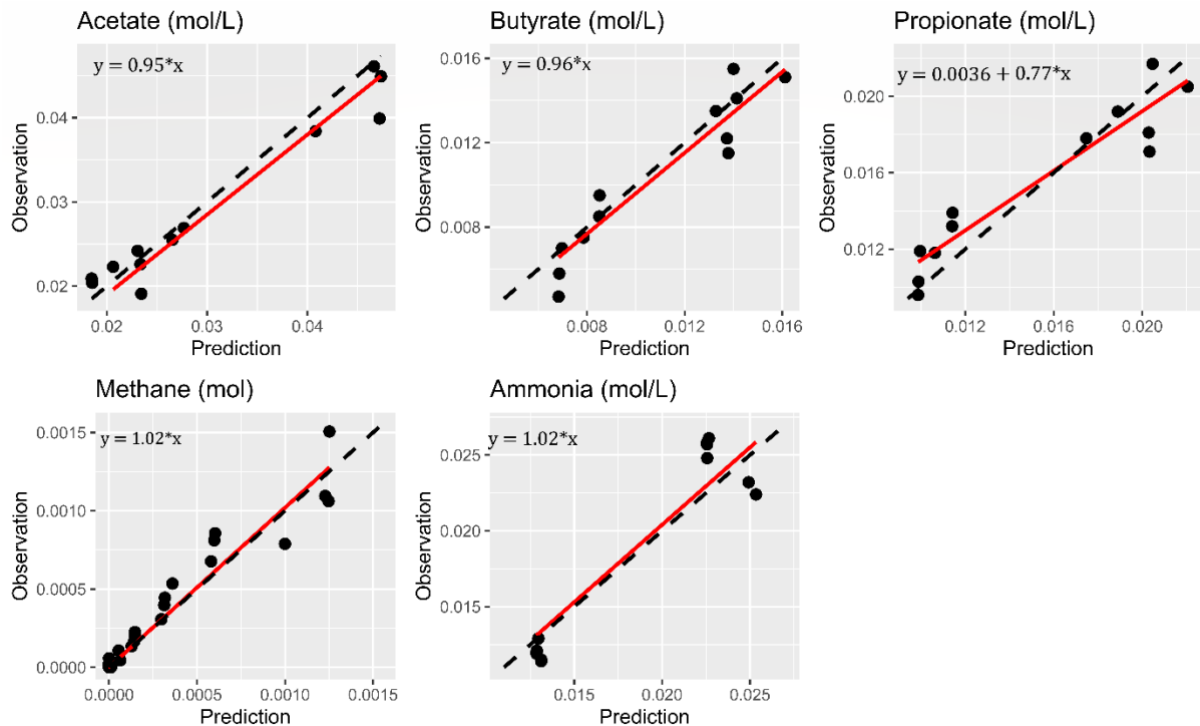 Acetate (mol/L)
y = 0.95*x
0.04
0.03
0.02
Observation
0.02 0.03 0.04
Prediction
Butyrate (mol/L)
y = 0.96*x
0.016
0.012
0.008
Observation
0.008 0.012 0.016
Prediction
Propionate (mol/L)
y = 0.0036 + 0.77*x
0.020
0.016
0.012
Observation
0.012 0.016 0.020
Prediction
Methane (mol)
y = 1.02*x
0.0015
0.0010
0.0005
0.0000
Observation
0.0000 0.0005 0.0010 0.0015
Prediction
Ammonia (mol/L)
y = 1.02*x
0.025
0.020
0.015
Observation
0.015 0.020 0.025
Prediction